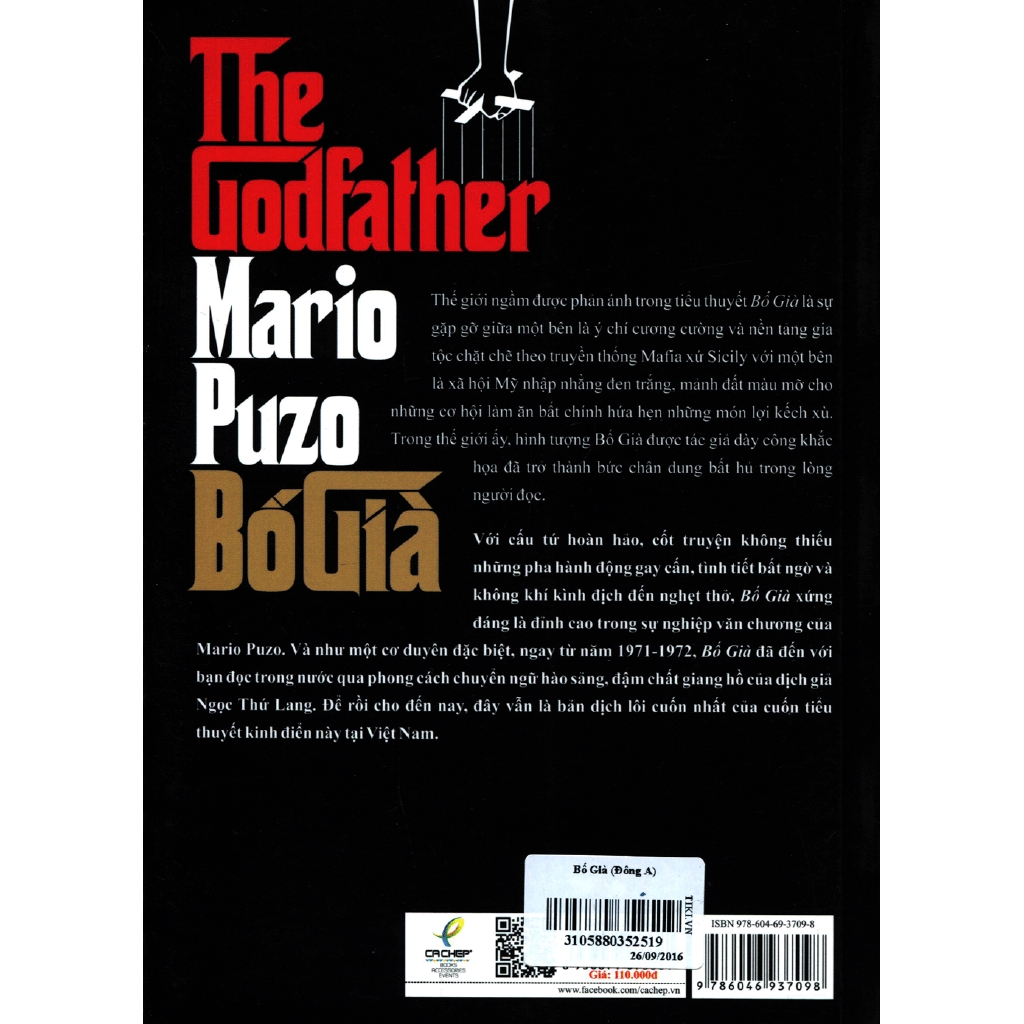 The
Godfather
Mario
Puzo
Bố Già
Thế giới ngầm được phản ánh trong tiểu thuyết Bố Già là sự
gặp gỡ giữa một bên là ý chí cương cường và nền tảng gia
tộc chặt chẽ theo truyền thống Mafia xứ Sicily với một bên
là xã hội Mỹ nhập nhằng đen trắng, mảnh đất màu mỡ cho
những cơ hội làm ăn bất chính hứa hẹn những món lợi kếch xù.
Trong thế giới ấy, hình tượng Bố Già được tác giả dày công khắc
họa đã trở thành bức chân dung bất hủ trong lòng
người đọc.
Với cấu tứ hoàn hảo, cốt truyện không thiếu
những pha hành động gay cấn, tình tiết bất ngờ và
không khí kình địch đến nghẹt thở, Bố Già xứng
đáng là đỉnh cao trong sự nghiệp văn chương của
Mario Puzo. Và như một cơ duyên đặc biệt, ngay từ năm 1971-1972, Bố Già đã đến với
bạn đọc trong nước qua phong cách chuyển ngữ hào sảng, đậm chất giang hồ của dịch giả
Ngọc Thứ Lang. Để rồi cho đến nay, đây vẫn là bản dịch lôi cuốn nhất của cuốn tiểu
thuyết kinh điển này tại Việt Nam.
Bố Già (Đông A)
TIKI.VN
3105880352519
26/09/2016
CACHEP
BOOKS
ACCESSORIES
EVENTS
Giá: 110.000đ
www.facebook.com/cachep.vn
ISBN 978-604-69-3709-8
9 786046 937098